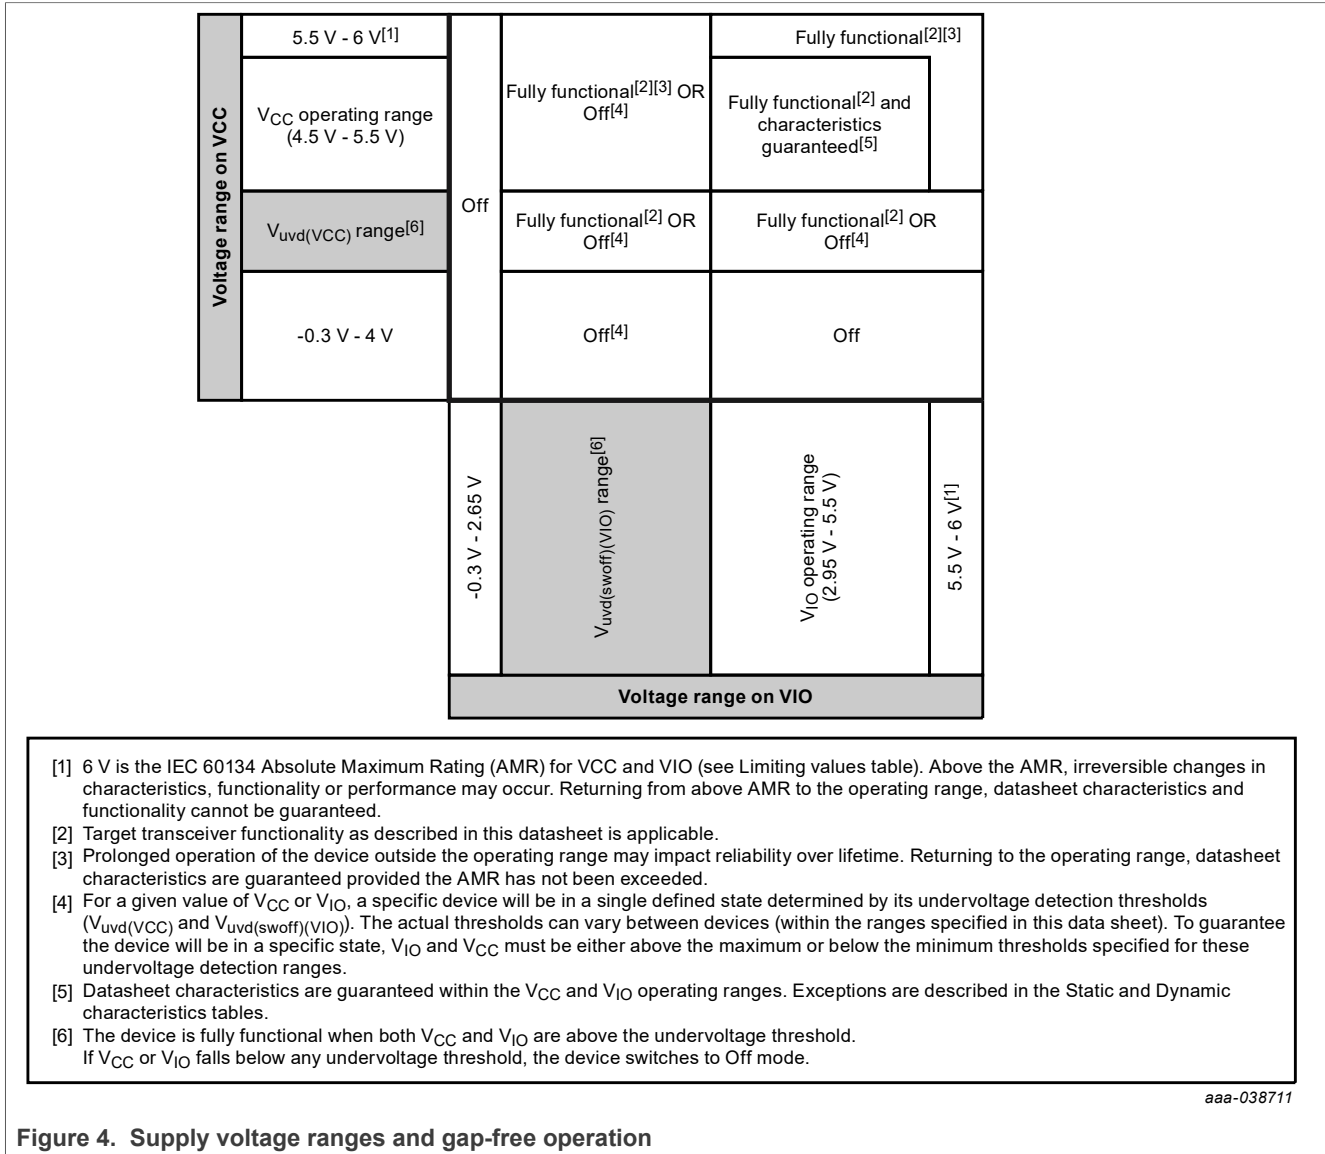 Voltage range on VCC
5.5 V - 6 V[1]
VCC operating range
(4.5 V - 5.5 V)
Vuvd(VCC) range[6]
-0.3 V - 4 V
Off
Fully functional[2][3] OR
Off[4]
Fully functional[2][3]
Fully functional[2] and
characteristics
guaranteed[5]
Fully functional[2] OR
Off[4]
Fully functional[2] OR
Off[4]
Off[4]
Off
-0.3 V - 2.65 V
Vuvd(swoff)(VIO) range[6]
VIO operating range
(2.95 V - 5.5 V)
5.5 V - 6 V[1]
Voltage range on VIO
[1] 6 V is the IEC 60134 Absolute Maximum Rating (AMR) for VCC and VIO (see Limiting values table). Above the AMR, irreversible changes in
characteristics, functionality or performance may occur. Returning from above AMR to the operating range, datasheet characteristics and
functionality cannot be guaranteed.
[2] Target transceiver functionality as described in this datasheet is applicable.
[3] Prolonged operation of the device outside the operating range may impact reliability over lifetime. Returning to the operating range, datasheet
characteristics are guaranteed provided the AMR has not been exceeded.
[4] For a given value of VCC or VIO, a specific device will be in a single defined state determined by its undervoltage detection thresholds
(Vuvd(VCC) and Vuvd(swoff)(VIO)). The actual thresholds can vary between devices (within the ranges specified in this data sheet). To guarantee
the device will be in a specific state, VIO and VCC must be either above the maximum or below the minimum thresholds specified for these
undervoltage detection ranges.
[5] Datasheet characteristics are guaranteed within the VCC and VIO operating ranges. Exceptions are described in the Static and Dynamic
characteristics tables.
[6] The device is fully functional when both VCC and VIO are above the undervoltage threshold.
If VCC or VIO falls below any undervoltage threshold, the device switches to Off mode.
aaa-038711
Figure 4. Supply voltage ranges and gap-free operation